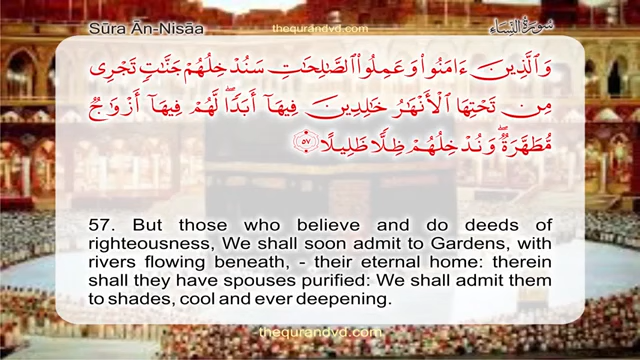 Sūra Ān-Nisāa
thequrandvd.com
سُورَةُ النِّسَاءِ
وَٱلَّذِينَ ءَامَنُوا۟ وَعَمِلُوا۟ ٱلصَّـٰلِحَـٰتِ سَنُدْخِلُهُمْ جَنَّـٰتٍ تَجْرِى
مِن تَحْتِهَا ٱلْأَنْهَـٰرُ خَـٰلِدِينَ فِيهَآ أَبَدًا ۖ لَّهُمْ فِيهَآ أَزْوَٰجٌ
مُّطَهَّرَةٌ ۖ وَنُدْخِلُهُمْ ظِلًّا ظَلِيلًا ۝٥٧
57. But those who believe and do deeds of
righteousness, We shall soon admit to Gardens, with
rivers flowing beneath, - their eternal home: therein
shall they have spouses purified: We shall admit them
to shades, cool and ever deepening.
thequrandvd.com